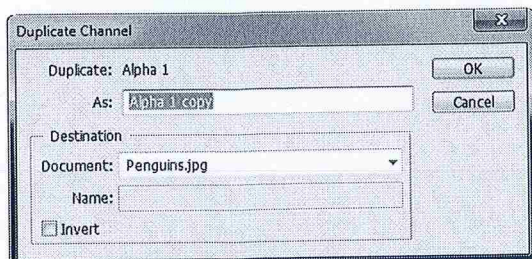 Duplicate Channel
Duplicate: Alpha 1
OK
As: Alpha 1 copy
Cancel
Destination
Document: Penguins.jpg
Name:
Invert